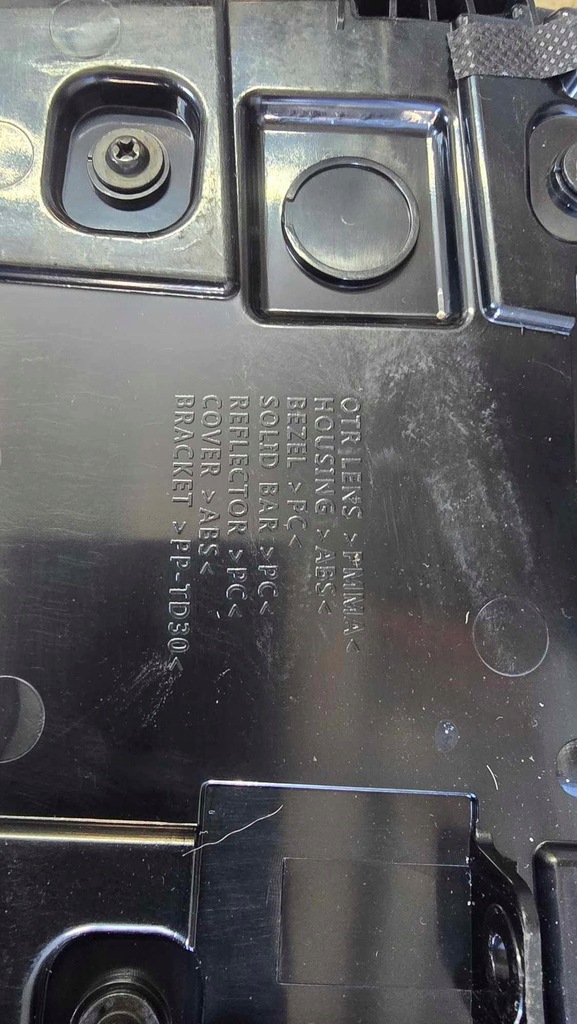 OTR LENS >PMMA<
HOUSING >ABS<
BEZEL >PC<
SOLID BAR >PC<
REFLECTOR >PC<
COVER >ABS<
BRACKET >PP-TD30<